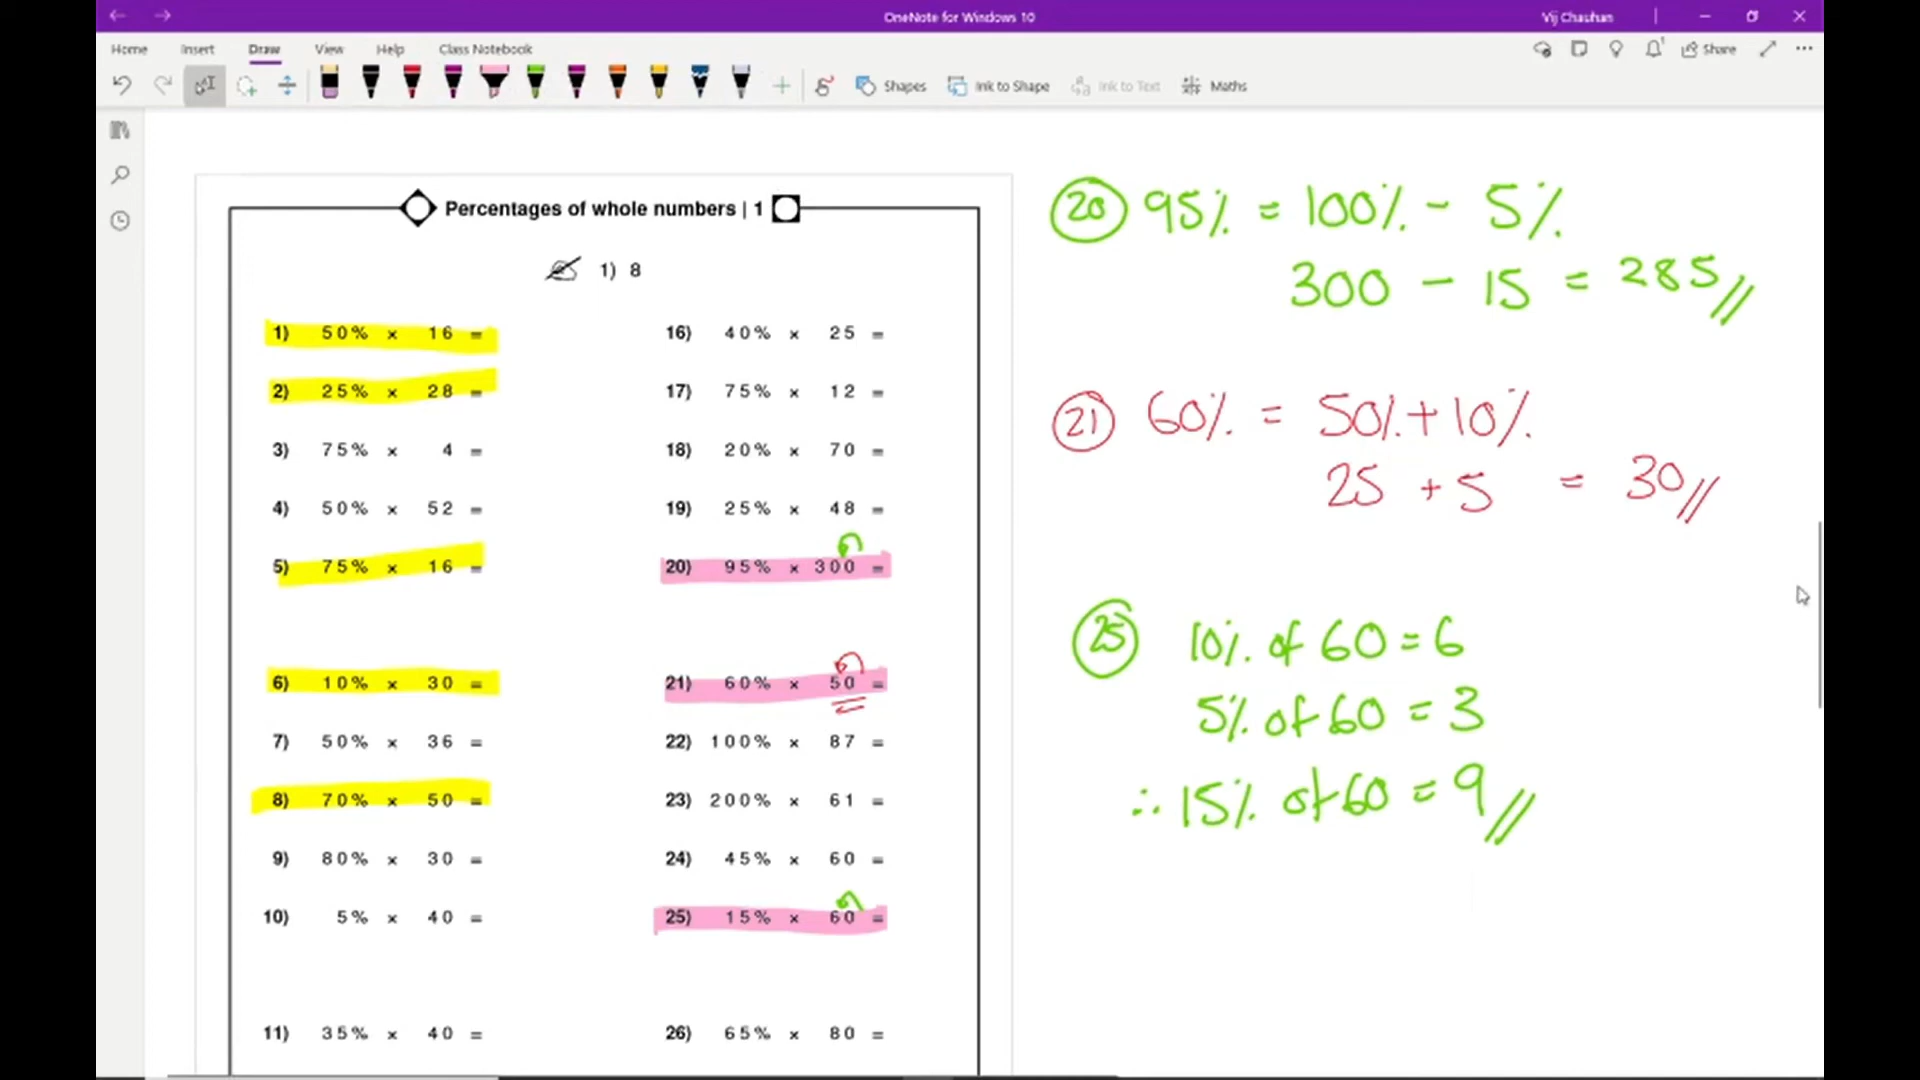 OneNote for Windows 10
Vij Chauhan
Home Insert Draw View Help Class Notebook
Share
Shapes Ink to Shape Ink to Text Maths
Percentages of whole numbers | 1
1) 8
1) 50% × 16 =
2) 25% × 28 =
3) 75% × 4 =
4) 50% × 52 =
5) 75% × 16 =
6) 10% × 30 =
7) 50% × 36 =
8) 70% × 50 =
9) 80% × 30 =
10) 5% × 40 =
11) 35% × 40 =
16) 40% × 25 =
17) 75% × 12 =
18) 20% × 70 =
19) 25% × 48 =
20) 95% × 300 =
21) 60% × 50 =
22) 100% × 87 =
23) 200% × 61 =
24) 45% × 60 =
25) 15% × 60 =
26) 65% × 80 =
20 95% = 100% - 5%
300 - 15 = 285//
21 60% = 50% + 10%
25 + 5 = 30//
25 10% of 60 = 6
5% of 60 = 3
∴ 15% of 60 = 9//